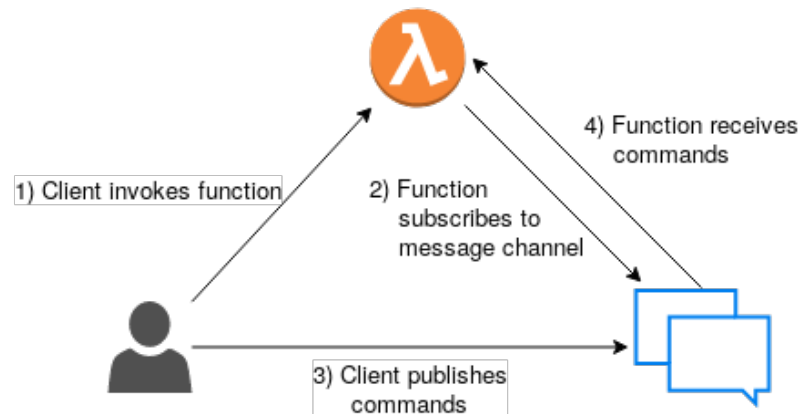 1) Client invokes function
2) Function
subscribes to
message channel
3) Client publishes
commands
4) Function receives
commands